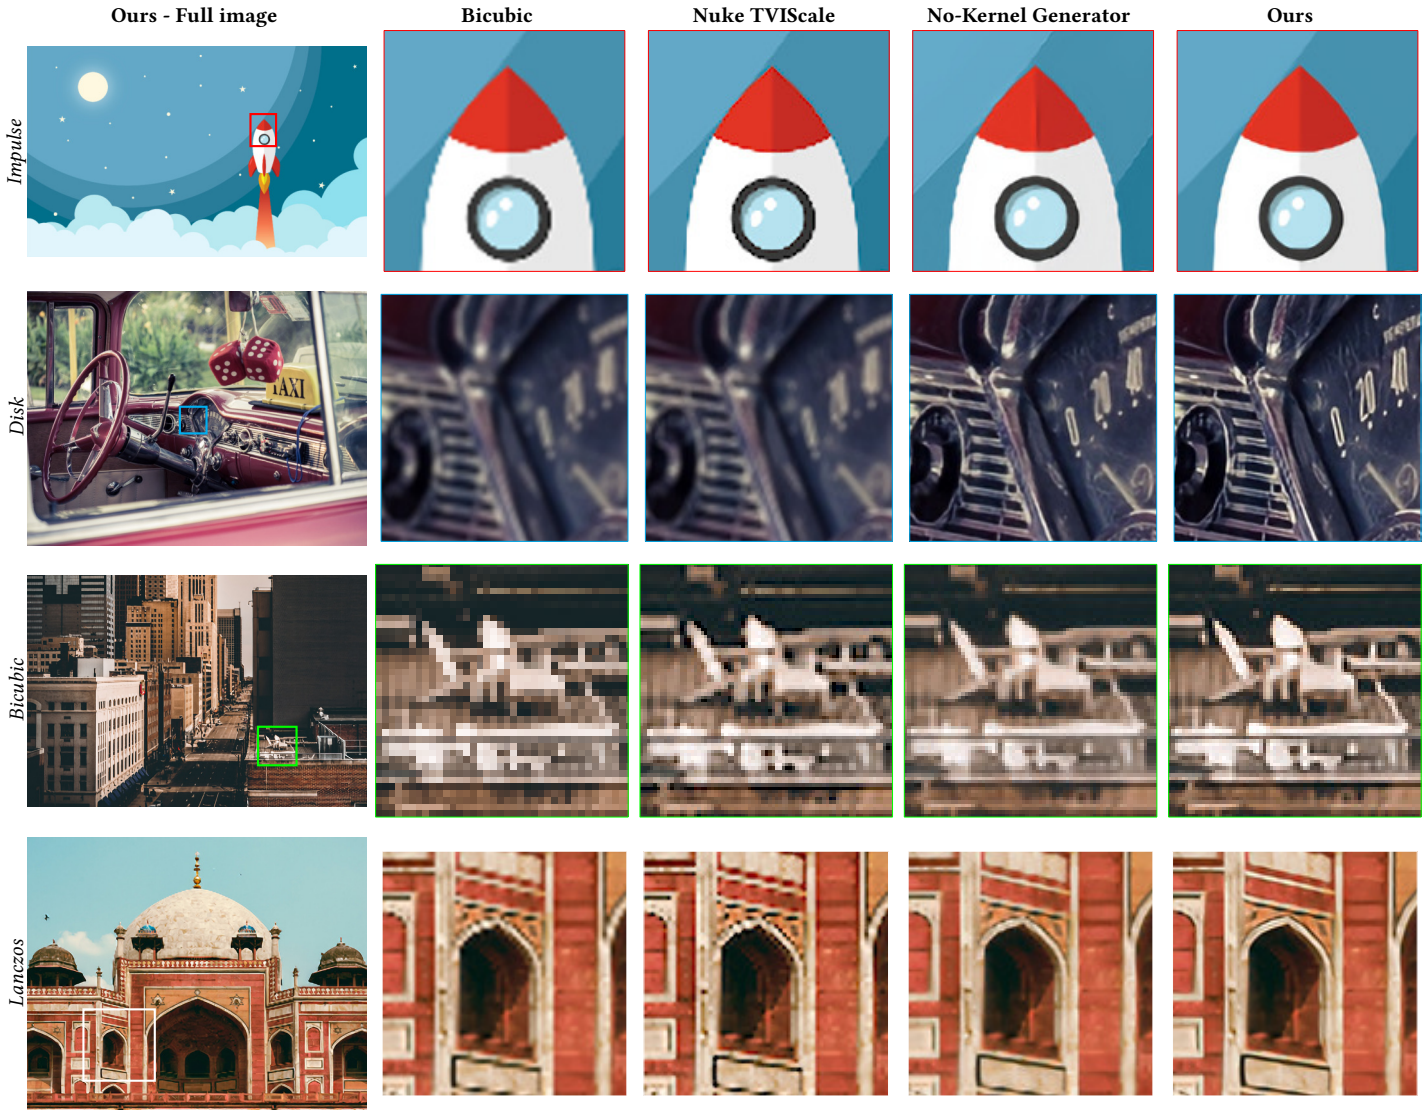 Ours - Full image
Bicubic
Nuke TVIScale
No-Kernel Generator
Ours
Impulse
Disk
TAXI
Bicubic
Lanczos